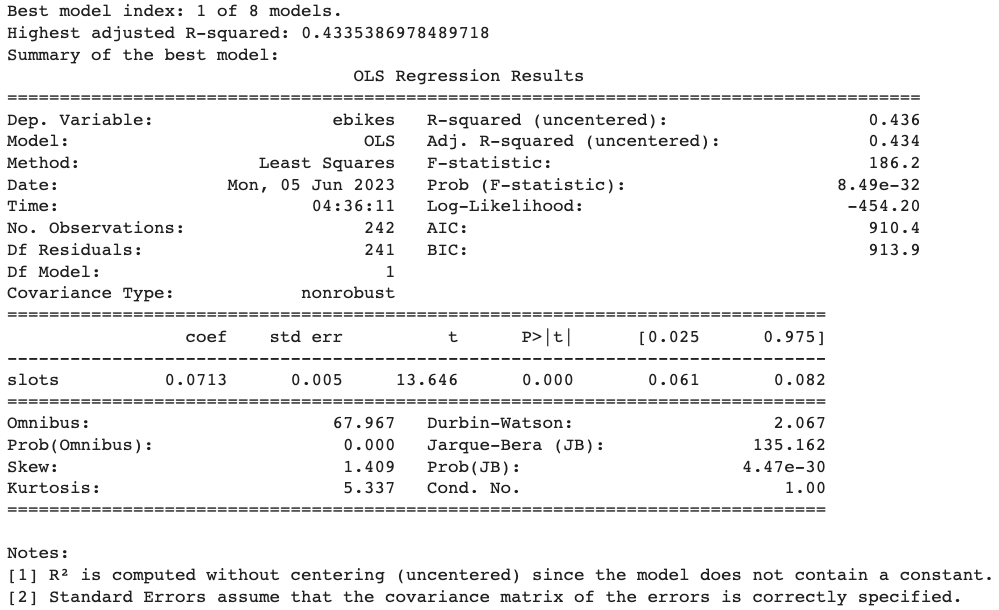 Best model index: 1 of 8 models.
Highest adjusted R-squared: 0.4335386978489718
Summary of the best model:
OLS Regression Results
==============================================================================
Dep. Variable: ebikes R-squared (uncentered): 0.436
Model: OLS Adj. R-squared (uncentered): 0.434
Method: Least Squares F-statistic: 186.2
Date: Mon, 05 Jun 2023 Prob (F-statistic): 8.49e-32
Time: 04:36:11 Log-Likelihood: -454.20
No. Observations: 242 AIC: 910.4
Df Residuals: 241 BIC: 913.9
Df Model: 1
Covariance Type: nonrobust
==============================================================================
coef std err t P>|t| [0.025 0.975]
------------------------------------------------------------------------------
slots 0.0713 0.005 13.646 0.000 0.061 0.082
==============================================================================
Omnibus: 67.967 Durbin-Watson: 2.067
Prob(Omnibus): 0.000 Jarque-Bera (JB): 135.162
Skew: 1.409 Prob(JB): 4.47e-30
Kurtosis: 5.337 Cond. No. 1.00
==============================================================================
Notes:
[1] R² is computed without centering (uncentered) since the model does not contain a constant.
[2] Standard Errors assume that the covariance matrix of the errors is correctly specified.